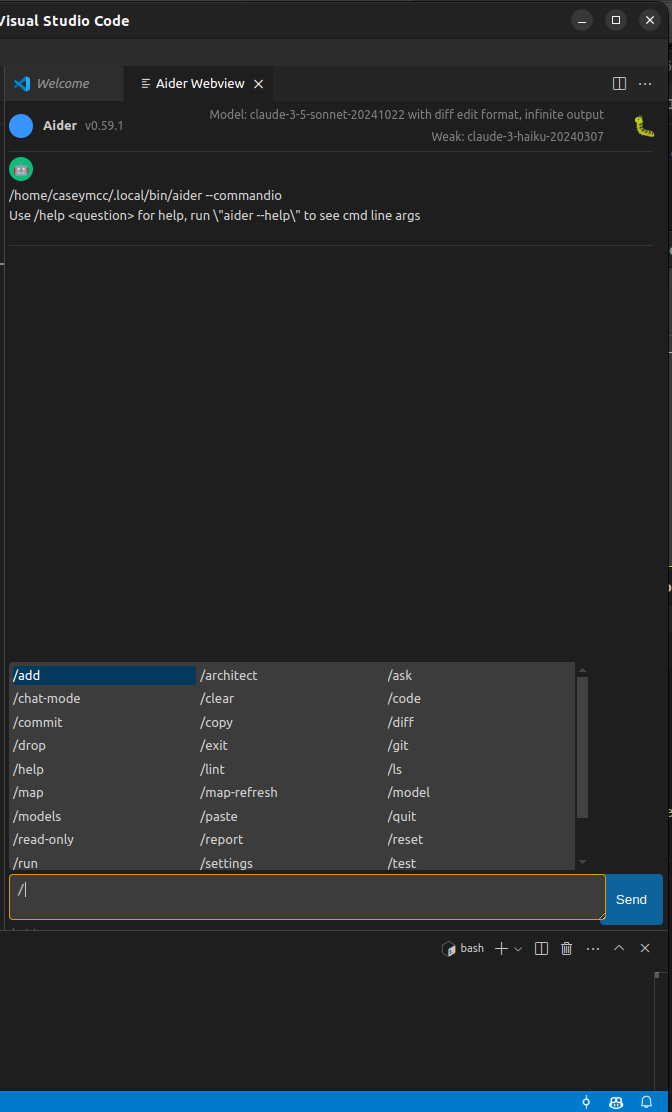 Visual Studio Code
Welcome
Aider Webview
Aider v0.59.1
Model: claude-3-5-sonnet-20241022 with diff edit format, infinite output
Weak: claude-3-haiku-20240307
/home/caseymcc/.local/bin/aider --commandio
Use /help <question> for help, run \"aider --help\" to see cmd line args
/add /architect /ask
/chat-mode /clear /code
/commit /copy /diff
/drop /exit /git
/help /lint /ls
/map /map-refresh /model
/models /paste /quit
/read-only /report /reset
/run /settings /test
/
Send
bash